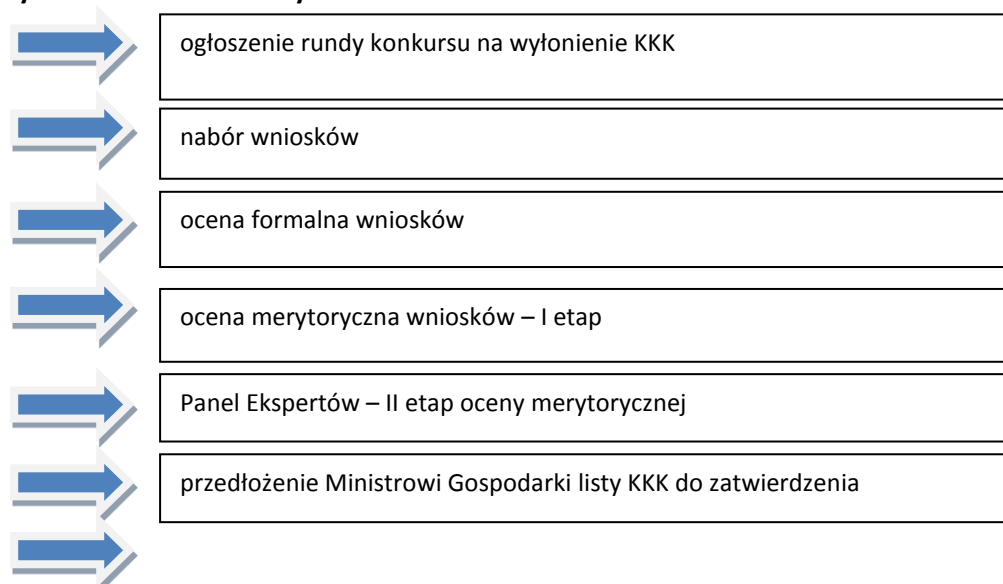 ogłoszenie rundy konkursu na wyłonienie KKK
nabór wniosków
ocena formalna wniosków
ocena merytoryczna wniosków – I etap
Panel Ekspertów – II etap oceny merytorycznej
przedłożenie Ministrowi Gospodarki listy KKK do zatwierdzenia